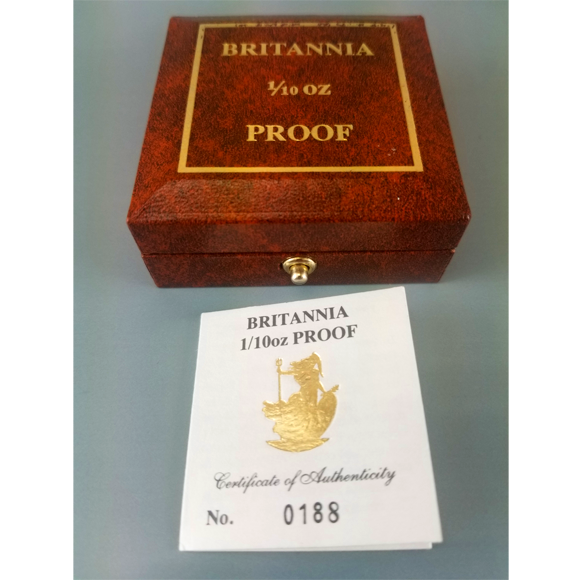 BRITANNIA
1/10 OZ
PROOF
BRITANNIA
1/10oz PROOF
Certificate of Authenticity
No. 0188